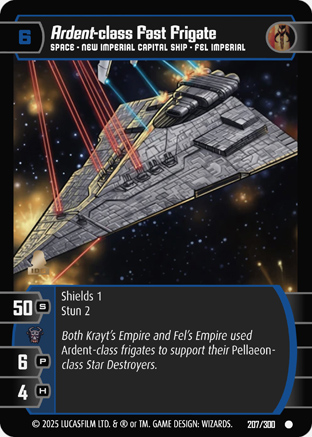 6
Ardent-class Fast Frigate
SPACE • NEW IMPERIAL CAPITAL SHIP • FEL IMPERIAL
50 S
6 P
4 H
Shields 1
Stun 2
Both Krayt's Empire and Fel's Empire used
Ardent-class frigates to support their Pellaeon-
class Star Destroyers.
© 2025 LUCASFILM LTD. & ® or TM. GAME DESIGN: WIZARDS. 207/300